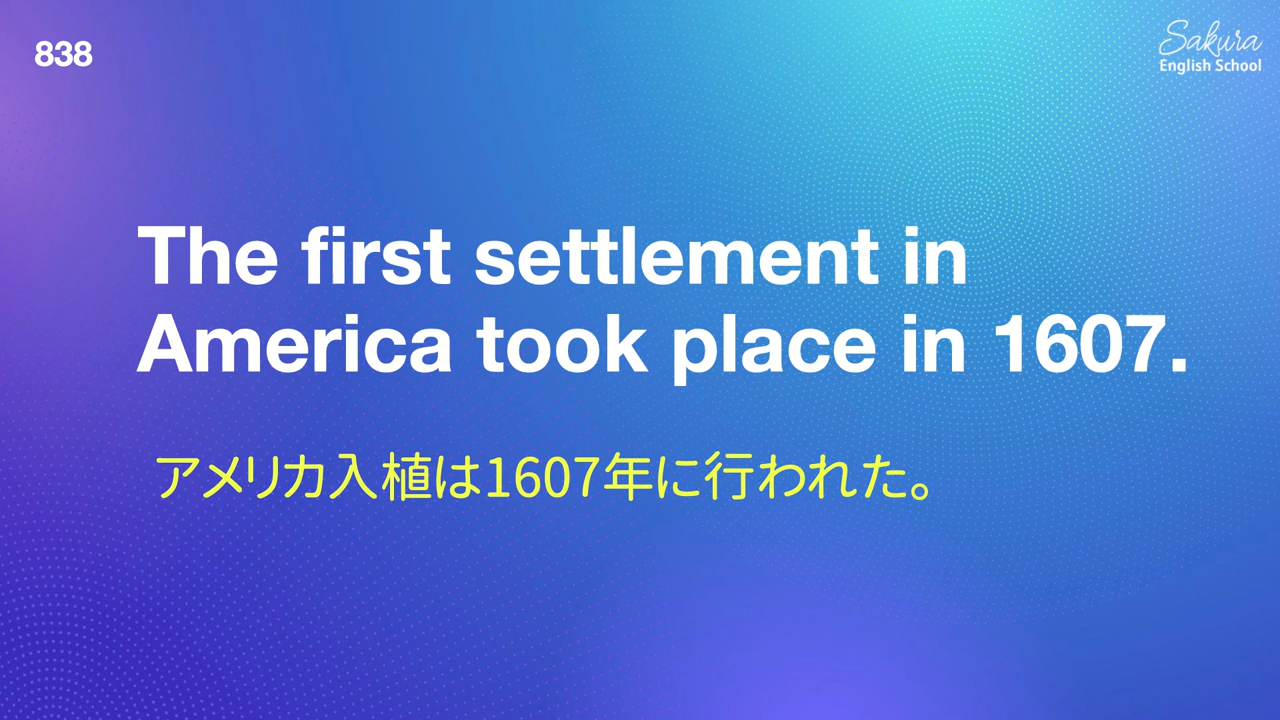 838
Sakura
English School
The first settlement in
America took place in 1607.
アメリカ入植は1607年に行われた。